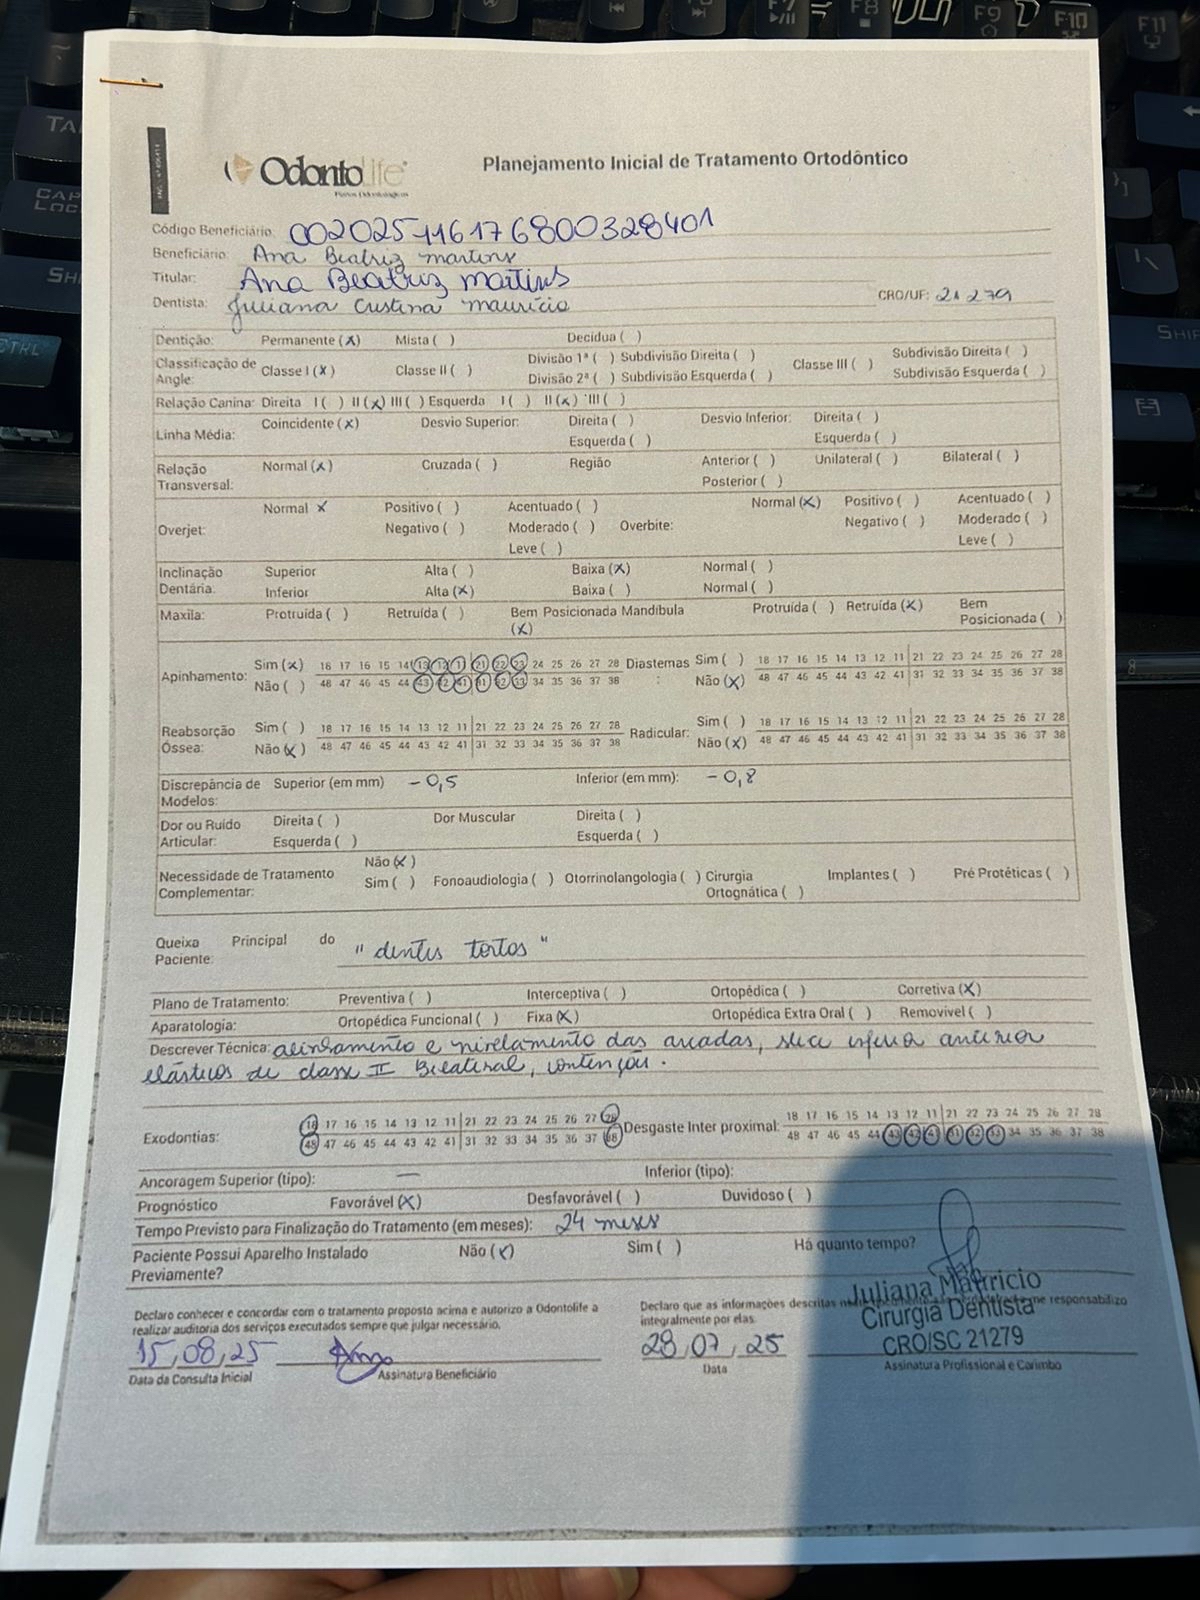 OdontoLife
Planos Odontológicos
Planejamento Inicial de Tratamento Ortodôntico
Código Beneficiário: 002025116176800328401
Beneficiário: Ana Beatriz martins
Titular: Ana Beatriz martins
Dentista: Juliana Cristina maurício CRO/UF: 21279
Dentição: Permanente (x) Mista ( ) Decídua ( )
Classificação de Angle: Classe I (x) Classe II ( ) Divisão 1ª ( ) Subdivisão Direita ( ) Classe III ( ) Subdivisão Direita ( )
Divisão 2ª ( ) Subdivisão Esquerda ( ) Subdivisão Esquerda ( )
Relação Canina: Direita I ( ) II (x) III ( ) Esquerda I ( ) II (x) III ( )
Linha Média: Coincidente (x) Desvio Superior: Direita ( ) Desvio Inferior: Direita ( )
Esquerda ( ) Esquerda ( )
Relação Transversal: Normal (x) Cruzada ( ) Região Anterior ( ) Unilateral ( ) Bilateral ( )
Posterior ( )
Overjet: Normal x Positivo ( ) Acentuado ( ) Overbite: Normal (x) Positivo ( ) Acentuado ( )
Negativo ( ) Moderado ( ) Negativo ( ) Moderado ( )
Leve ( ) Leve ( )
Inclinação Dentária: Superior Alta ( ) Baixa (x) Normal ( )
Inferior Alta (x) Baixa ( ) Normal ( )
Maxila: Protruída ( ) Retruída ( ) Bem Posicionada (x) Mandíbula Protruída ( ) Retruída (x) Bem Posicionada ( )
Apinhamento: Sim (x) 18 17 16 15 14 13 12 11 21 22 23 24 25 26 27 28 Diastemas: Sim ( ) 18 17 16 15 14 13 12 11 21 22 23 24 25 26 27 28
Não ( ) 48 47 46 45 44 43 42 41 31 32 33 34 35 36 37 38 Não (x) 48 47 46 45 44 43 42 41 31 32 33 34 35 36 37 38
Reabsorção Óssea: Sim ( ) 18 17 16 15 14 13 12 11 21 22 23 24 25 26 27 28 Radicular: Sim ( ) 18 17 16 15 14 13 12 11 21 22 23 24 25 26 27 28
Não (x) 48 47 46 45 44 43 42 41 31 32 33 34 35 36 37 38 Não (x) 48 47 46 45 44 43 42 41 31 32 33 34 35 36 37 38
Discrepância de Modelos: Superior (em mm) -0,5 Inferior (em mm): -0,8
Dor ou Ruído Articular: Direita ( ) Dor Muscular Direita ( )
Esquerda ( ) Esquerda ( )
Necessidade de Tratamento Complementar: Não (x)
Sim ( ) Fonoaudiologia ( ) Otorrinolangologia ( ) Cirurgia Ortognática ( ) Implantes ( ) Pré Protéticas ( )
Queixa Principal do Paciente: "dentes tortos"
Plano de Tratamento: Preventiva ( ) Interceptiva ( ) Ortopédica ( ) Corretiva (x)
Aparatologia: Ortopédica Funcional ( ) Fixa (x) Ortopédica Extra Oral ( ) Removivel ( )
Descrever Técnica: alinhamento e nivelamento das arcadas, slice inferior anterior
elásticos de classe II Bilateral, contenção.
Exodontias: 18 17 16 15 14 13 12 11 21 22 23 24 25 26 27 28 Desgaste Inter proximal: 18 17 16 15 14 13 12 11 21 22 23 24 25 26 27 28
48 47 46 45 44 43 42 41 31 32 33 34 35 36 37 38 48 47 46 45 44 43 42 41 31 32 33 34 35 36 37 38
Ancoragem Superior (tipo): — Inferior (tipo):
Prognóstico Favorável (x) Desfavorável ( ) Duvidoso ( )
Tempo Previsto para Finalização do Tratamento (em meses): 24 meses
Paciente Possui Aparelho Instalado Previamente? Não (x) Sim ( ) Há quanto tempo?
Declaro conhecer e concordar com o tratamento proposto acima e autorizo a Odontolife a
realizar auditoria dos serviços executados sempre que julgar necessário.
15,08,25
Data da Consulta Inicial Assinatura Beneficiário
Declaro que as informações descritas me responsabilizo
integralmente por elas.
28,07,25
Data
Juliana Mauricio
Cirurgiã Dentista
CRO/SC 21279
Assinatura Profissional e Carimbo
TAB
CAPS LOCK
CTRL
F7
F8
F9
F10
F11